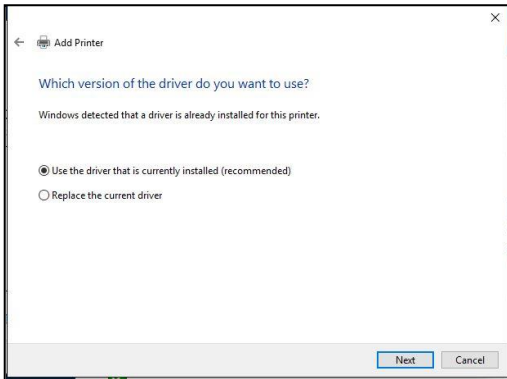 Add Printer
Which version of the driver do you want to use?
Windows detected that a driver is already installed for this printer.
Use the driver that is currently installed (recommended)
Replace the current driver
Next Cancel